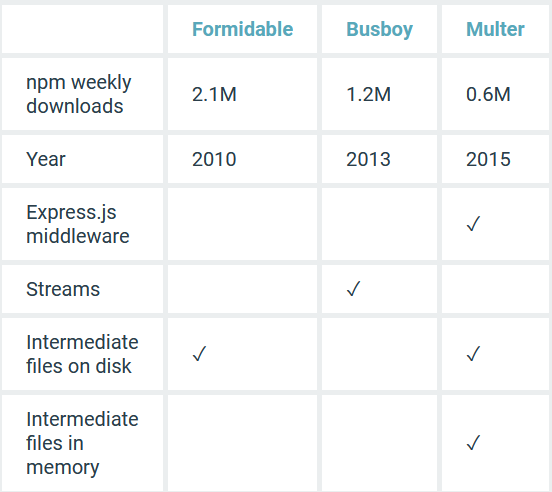 Formidable Busboy Multer
npm weekly
downloads 2.1M 1.2M 0.6M
Year 2010 2013 2015
Express.js
middleware ✓
Streams ✓
Intermediate
files on disk ✓ ✓
Intermediate
files in
memory ✓